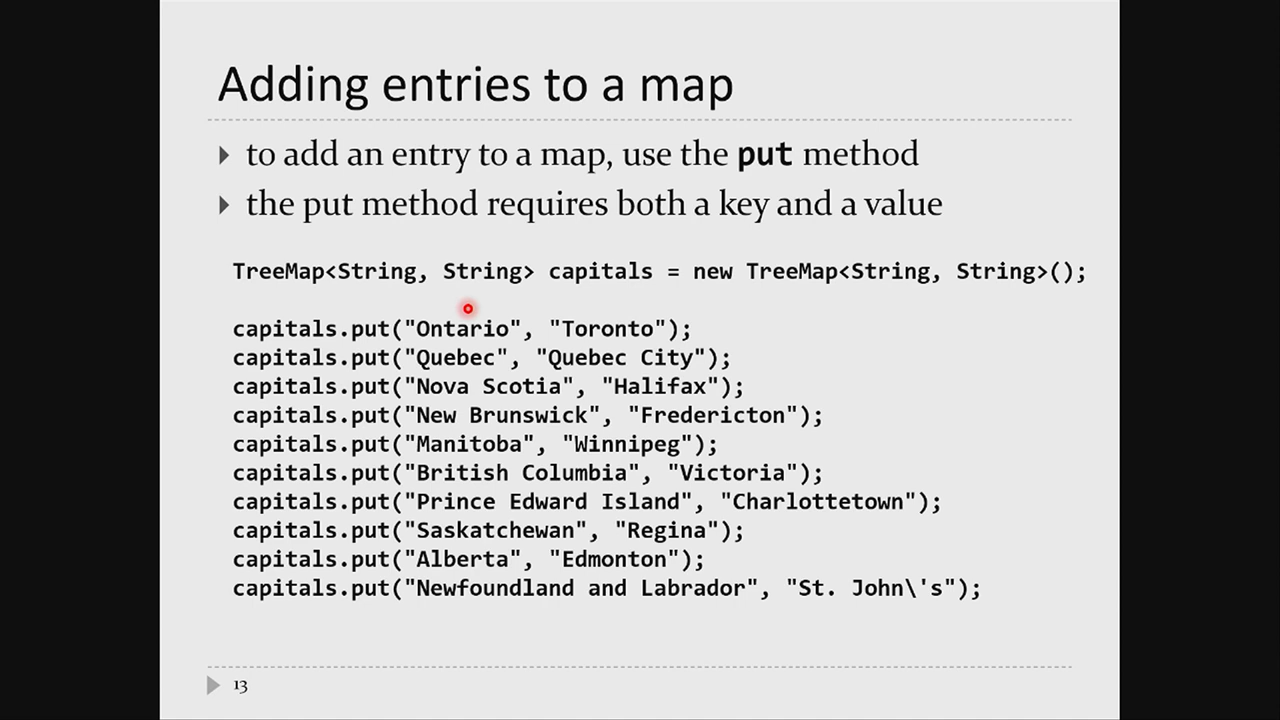 Adding entries to a map
to add an entry to a map, use the put method
the put method requires both a key and a value
TreeMap<String, String> capitals = new TreeMap<String, String>();
capitals.put("Ontario", "Toronto");
capitals.put("Quebec", "Quebec City");
capitals.put("Nova Scotia", "Halifax");
capitals.put("New Brunswick", "Fredericton");
capitals.put("Manitoba", "Winnipeg");
capitals.put("British Columbia", "Victoria");
capitals.put("Prince Edward Island", "Charlottetown");
capitals.put("Saskatchewan", "Regina");
capitals.put("Alberta", "Edmonton");
capitals.put("Newfoundland and Labrador", "St. John\'s");
13